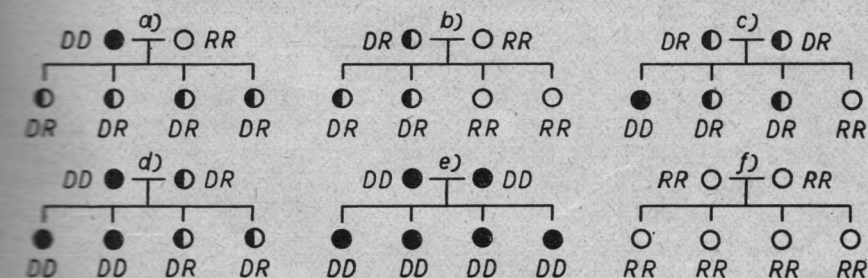 a) b) c)
DD RR DR RR DR DR
DR DR DR DR DR DR RR RR DD DR DR RR
d) e) f)
DD DR DD DD RR RR
DD DD DR DR DD DD DD DD RR RR RR RR